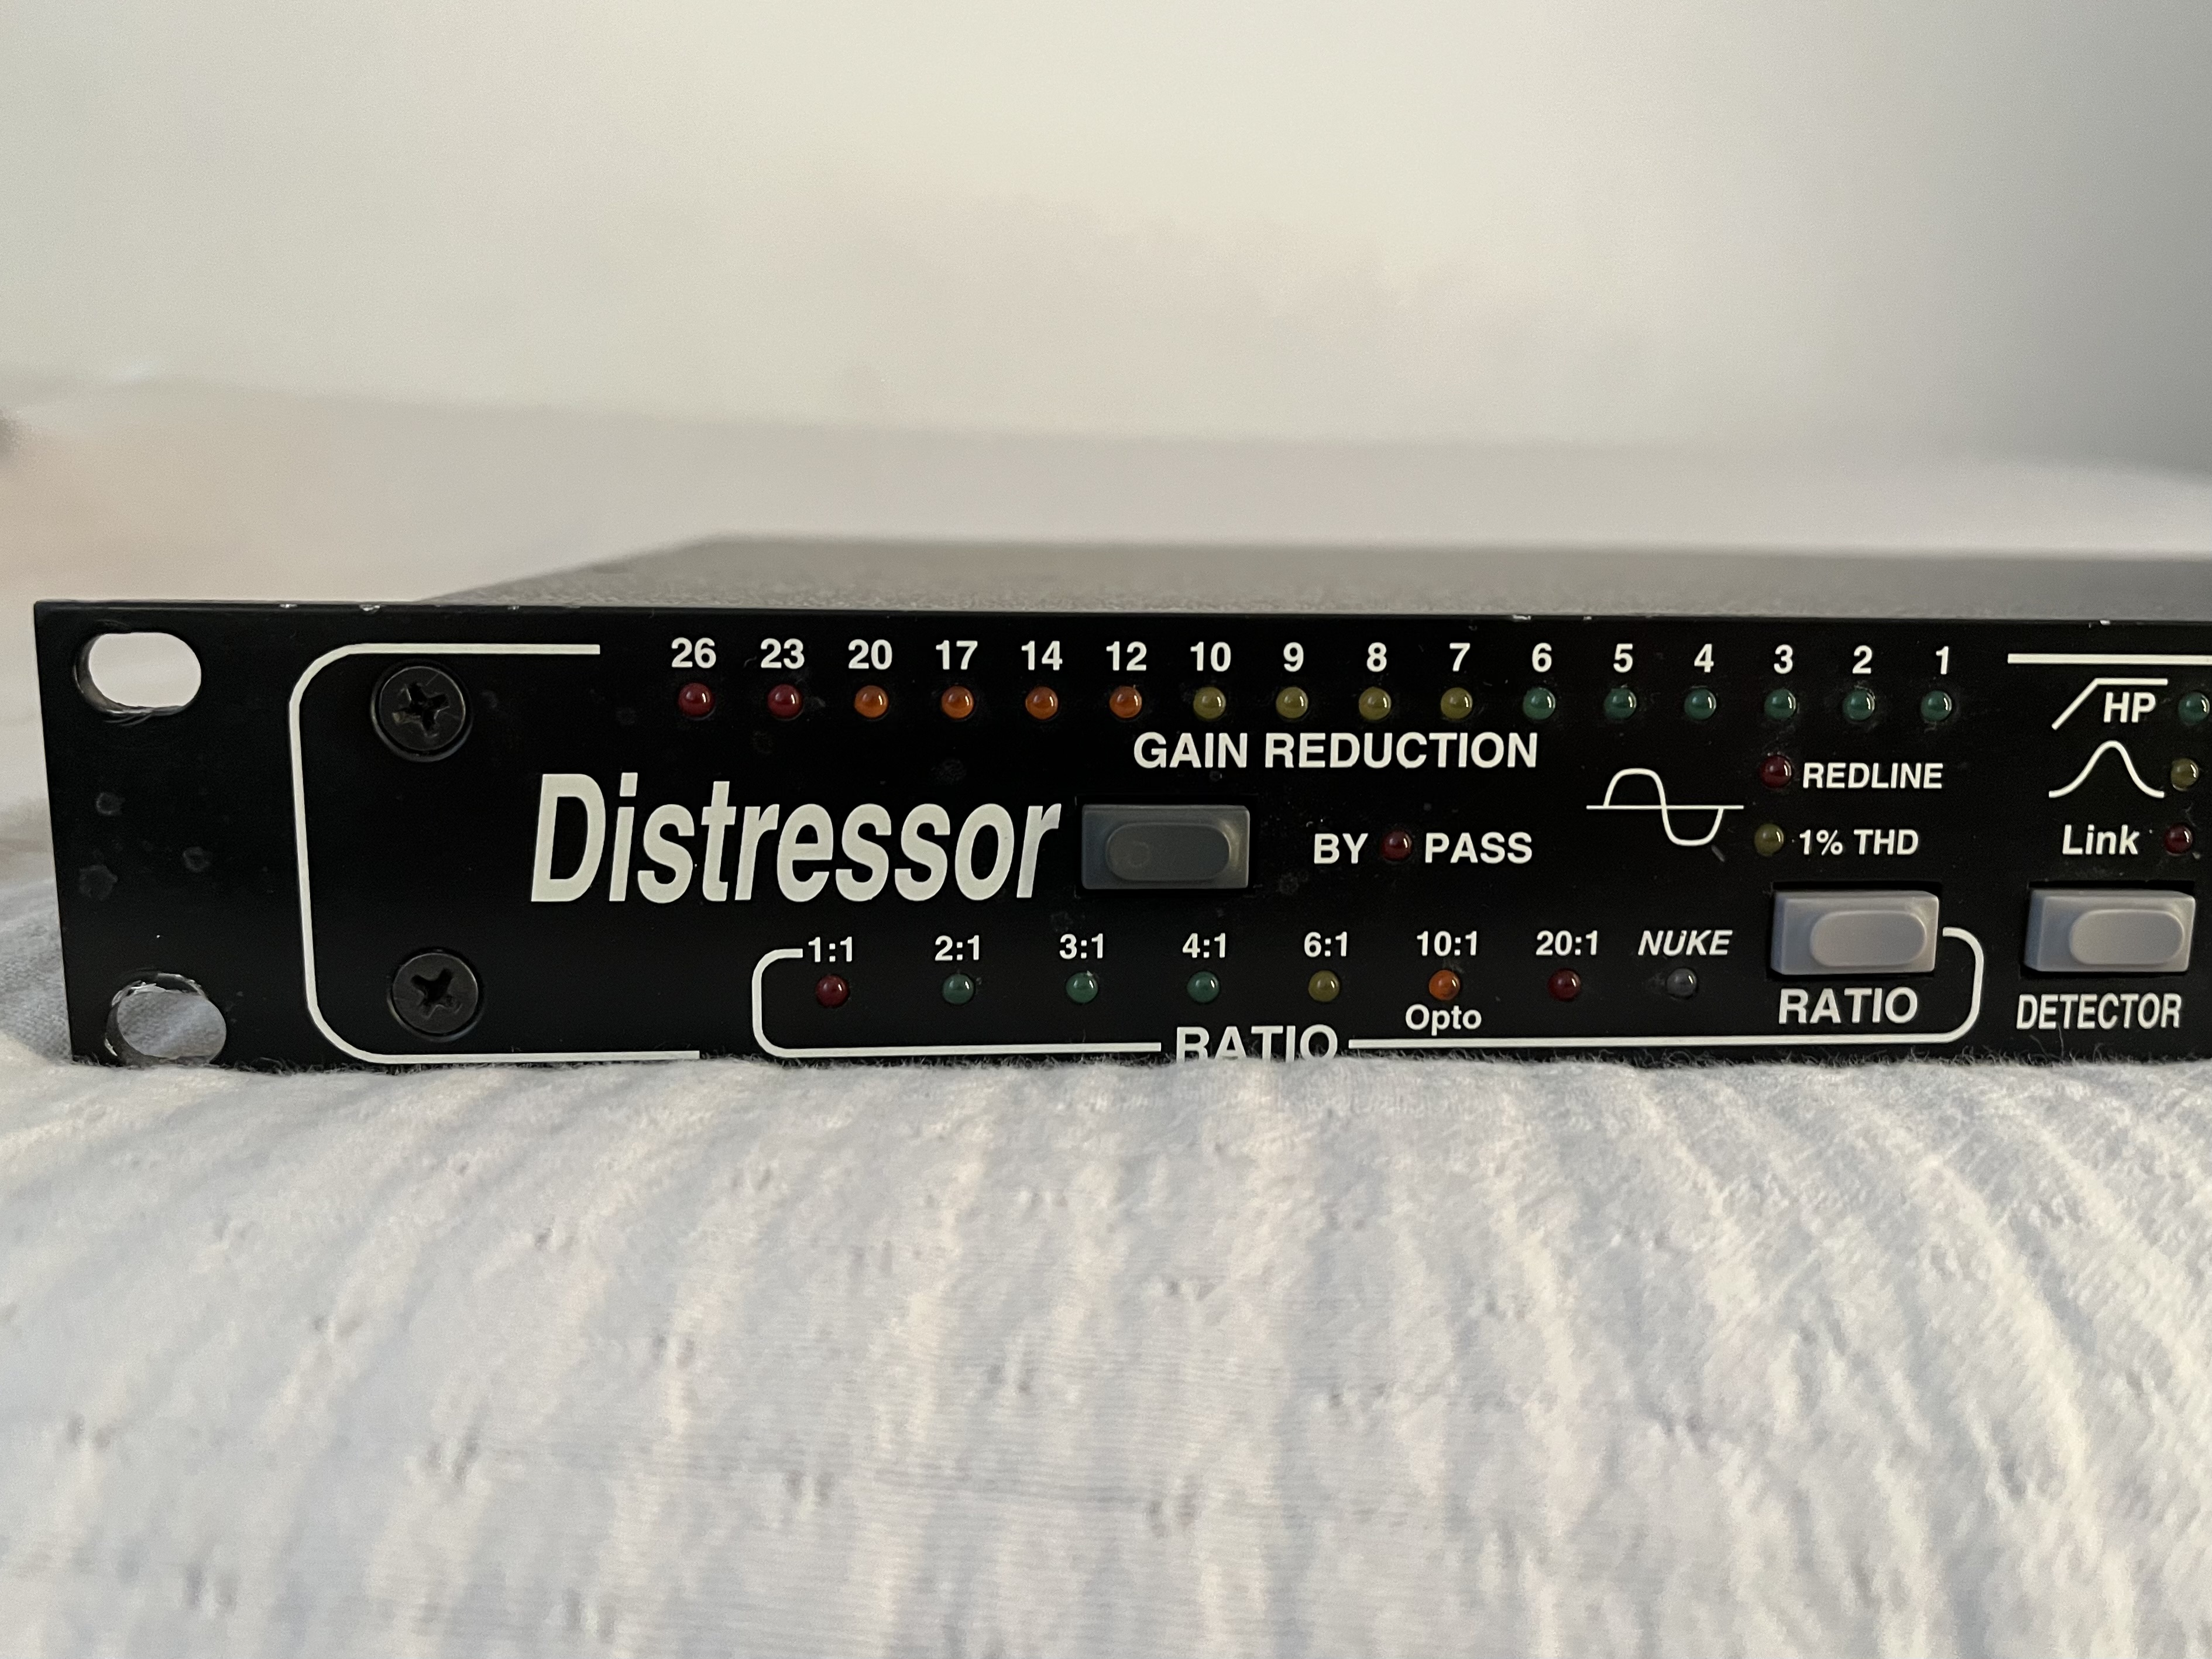 26 23 20 17 14 12 10 9 8 7 6 5 4 3 2 1
GAIN REDUCTION
HP
REDLINE
Distressor
BY PASS
1% THD
Link
1:1 2:1 3:1 4:1 6:1 10:1 20:1 NUKE
Opto
RATIO
RATIO
DETECTOR